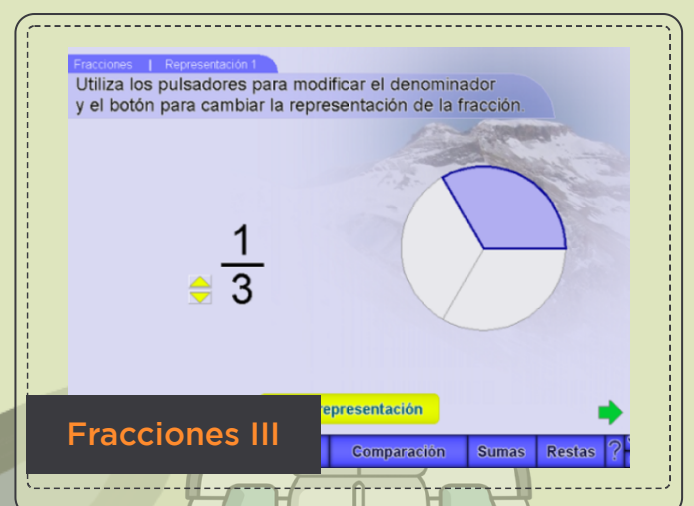 Fracciones | Representación 1
Utiliza los pulsadores para modificar el denominador
y el botón para cambiar la representación de la fracción.
1
3
Fracciones III
Comparación Sumas Restas ?